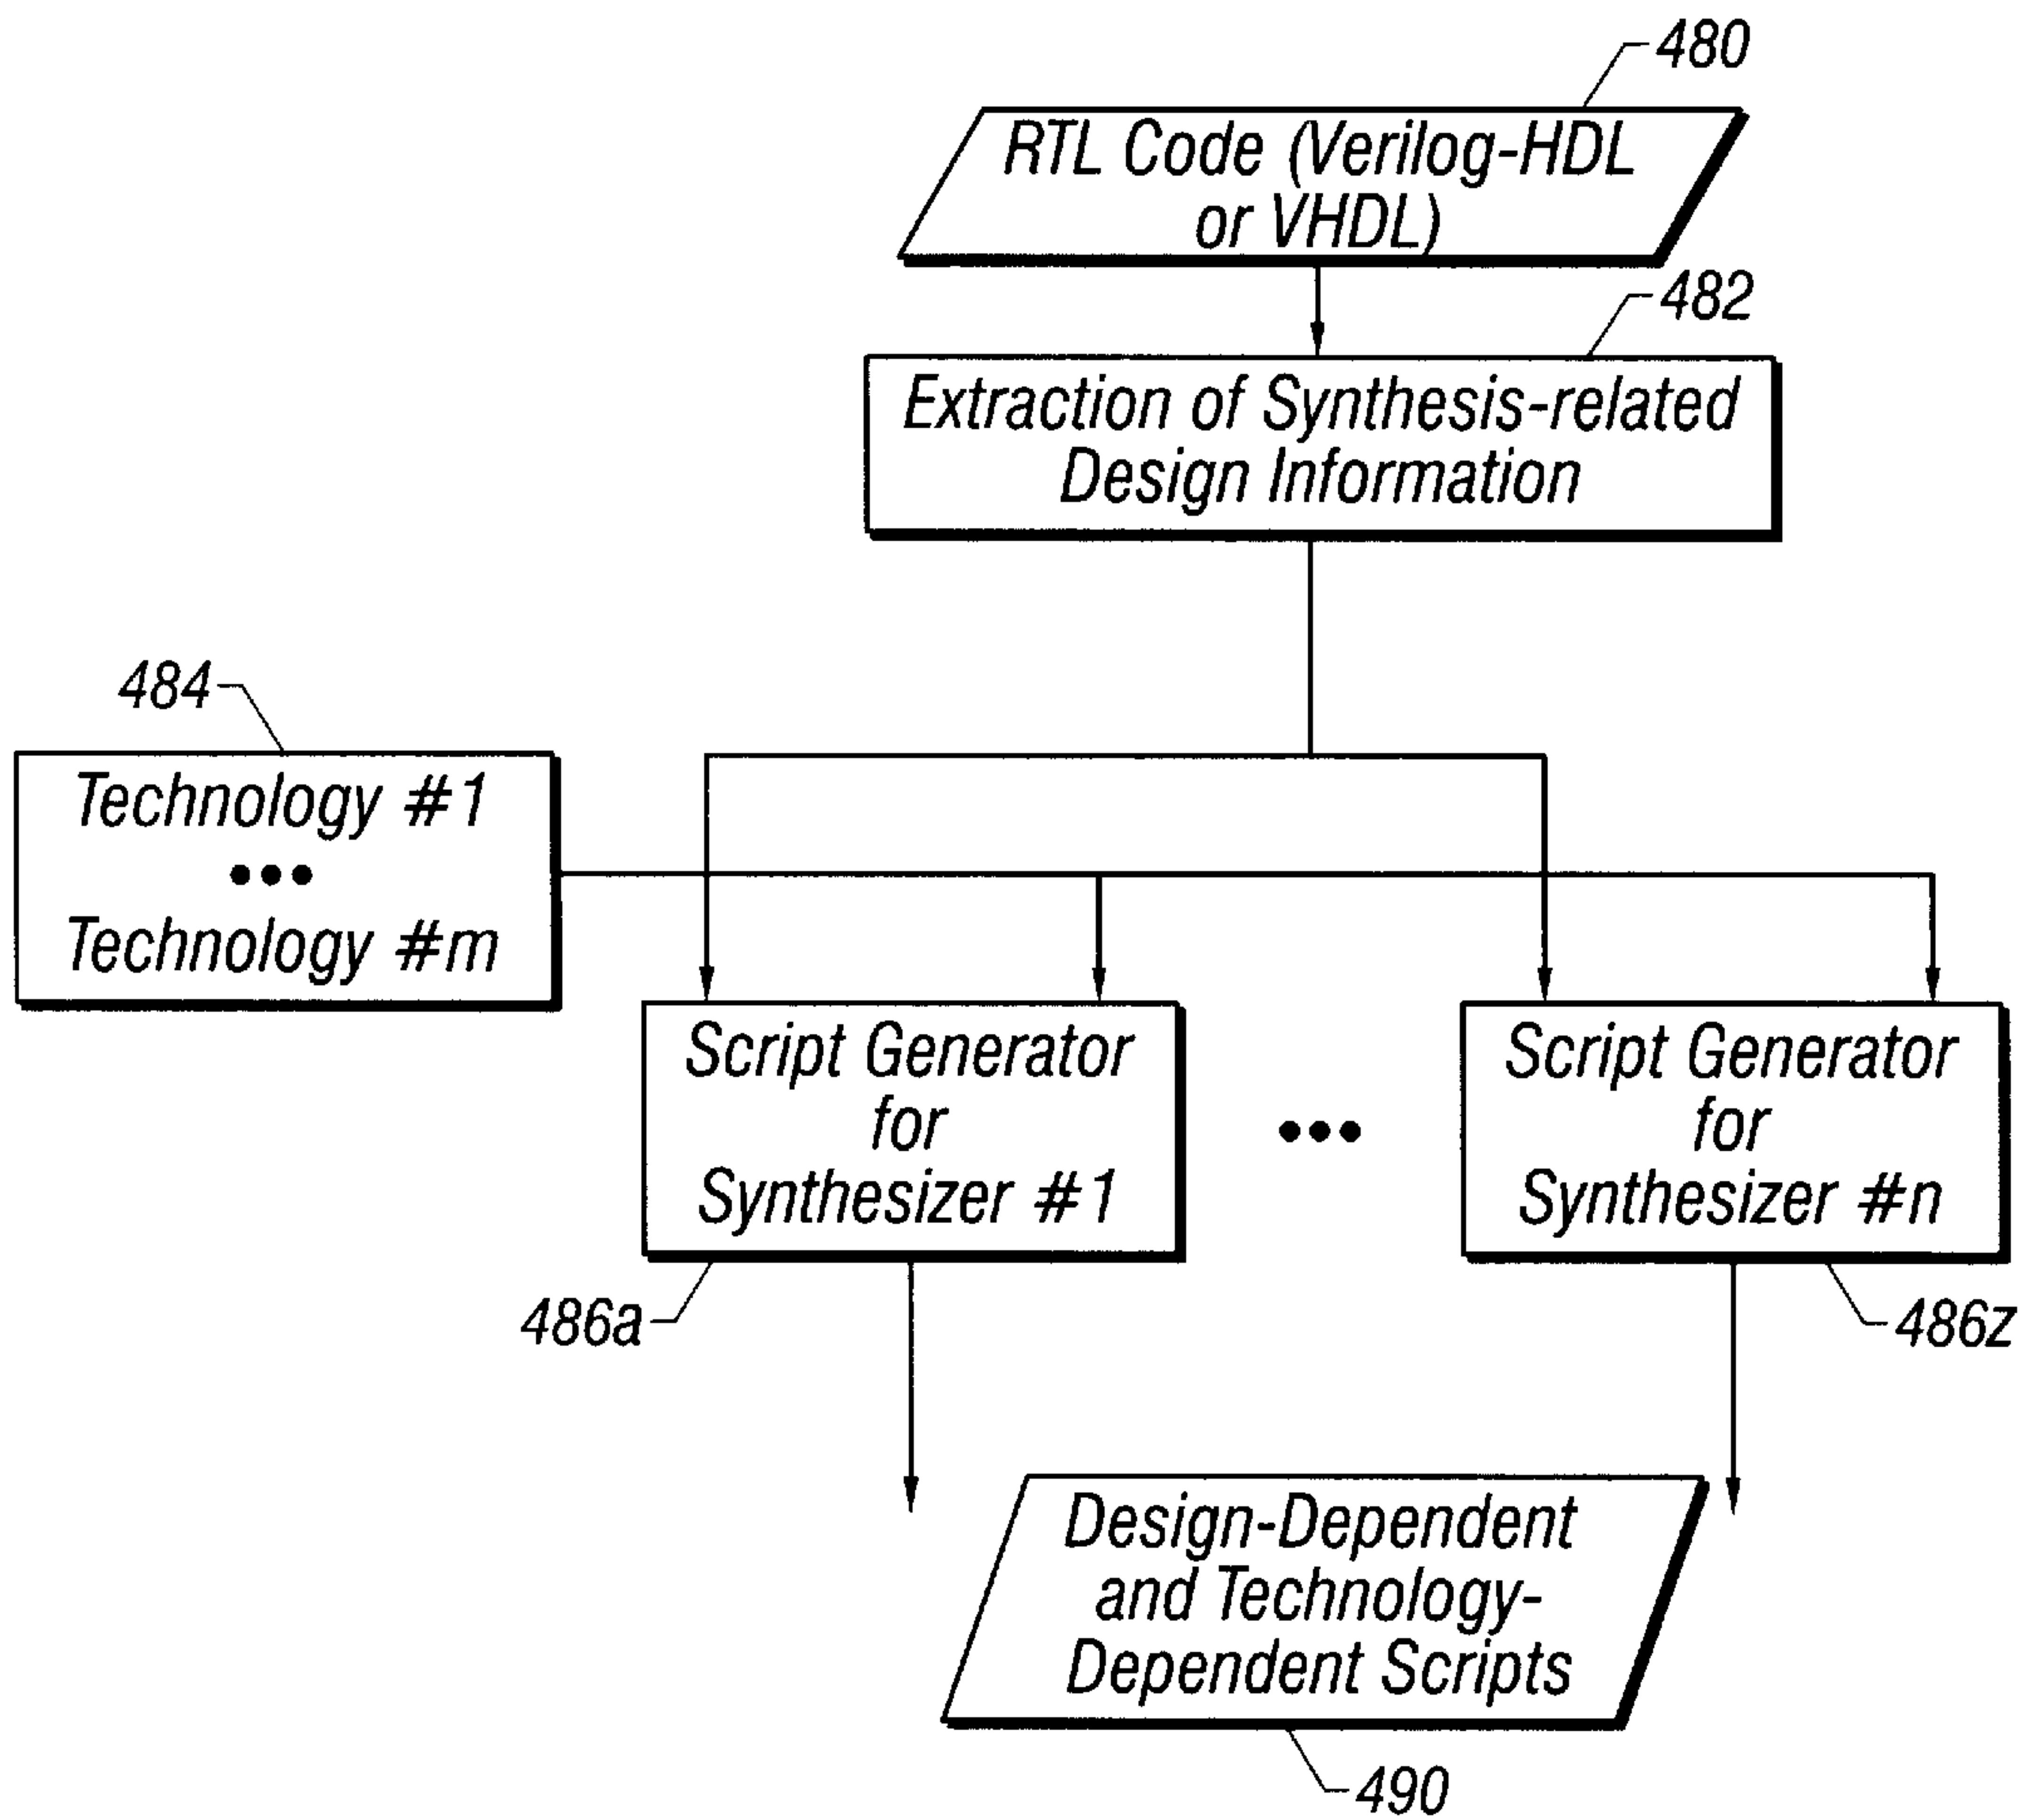 480
RTL Code (Verilog-HDL
or VHDL)
482
Extraction of Synthesis-related
Design Information
484
Technology #1
•••
Technology #m
Script Generator
for
Synthesizer #1
486a
•••
Script Generator
for
Synthesizer #n
486z
Design-Dependent
and Technology-
Dependent Scripts
490